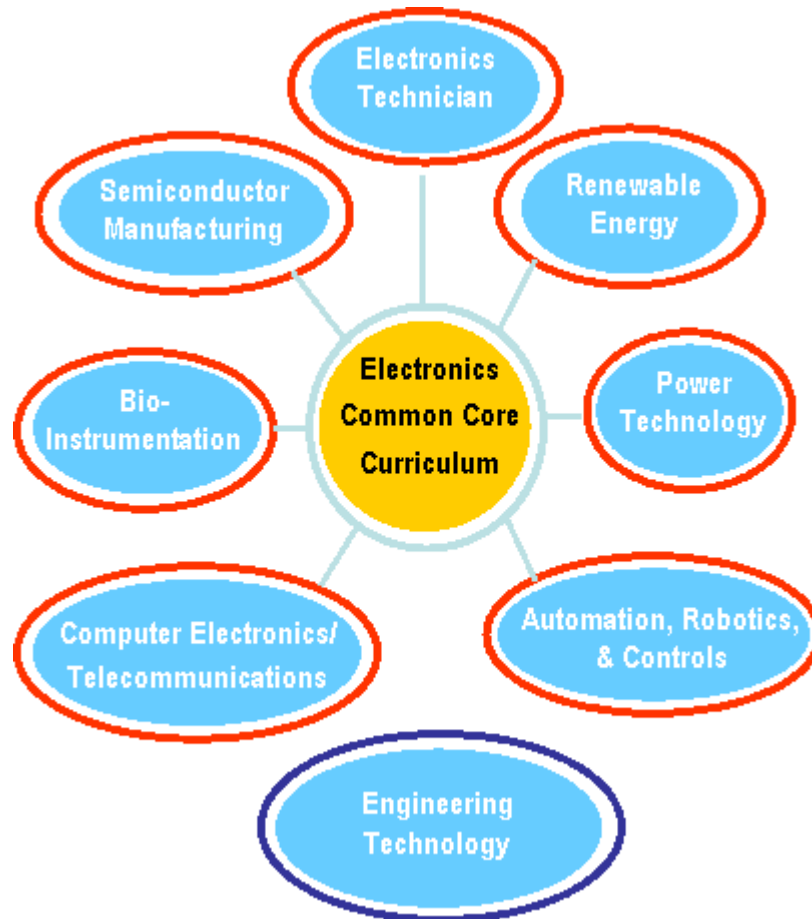 Electronics
Technician
Semiconductor
Manufacturing
Renewable
Energy
Electronics
Common Core
Curriculum
Bio-
Instrumentation
Power
Technology
Computer Electronics/
Telecommunications
Automation, Robotics,
& Controls
Engineering
Technology